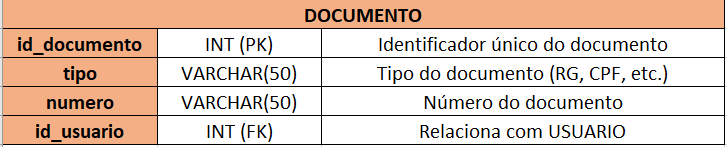 DOCUMENTO
id_documento INT (PK) Identificador único do documento
tipo VARCHAR(50) Tipo do documento (RG, CPF, etc.)
numero VARCHAR(50) Número do documento
id_usuario INT (FK) Relaciona com USUARIO